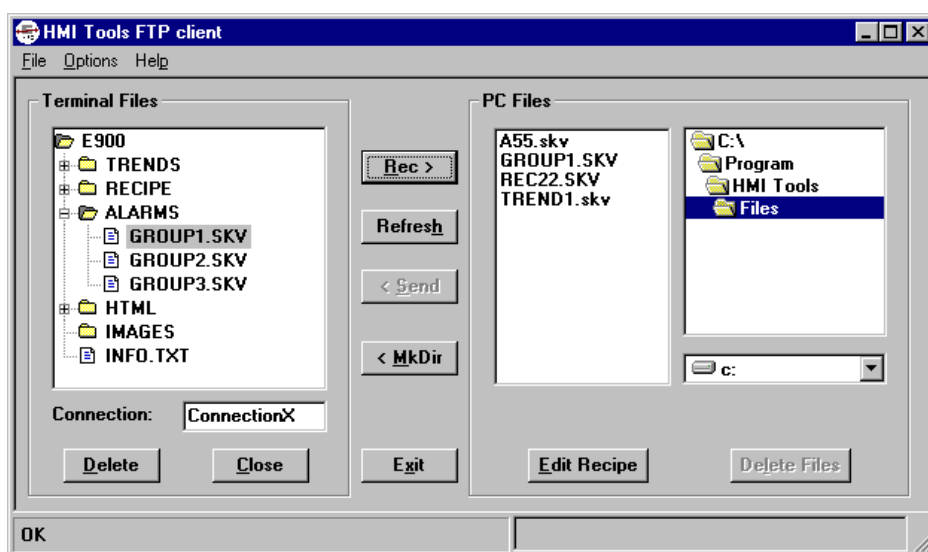 HMI Tools FTP client
File Options Help
Terminal Files
E900
TRENDS
RECIPE
ALARMS
GROUP1.SKV
GROUP2.SKV
GROUP3.SKV
HTML
IMAGES
INFO.TXT
Connection: ConnectionX
Delete Close
Rec >
Refresh
< Send
< MkDir
Exit
PC Files
A55.skv
GROUP1.SKV
REC22.SKV
TREND1.skv
C:\
Program
HMI Tools
Files
c:
Edit Recipe Delete Files
OK